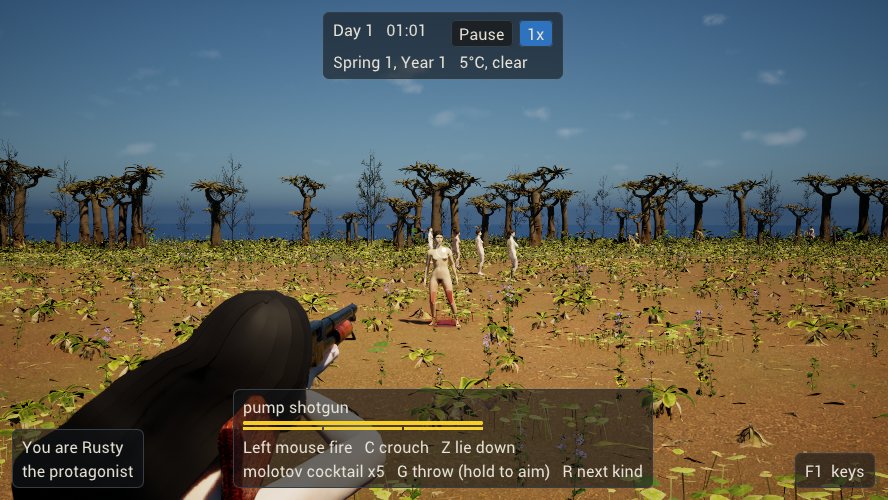 Day 1 01:01 Pause 1x
Spring 1, Year 1 5°C, clear
pump shotgun
Left mouse fire C crouch Z lie down
molotov cocktail x5 G throw (hold to aim) R next kind
You are Rusty
the protagonist
F1 keys